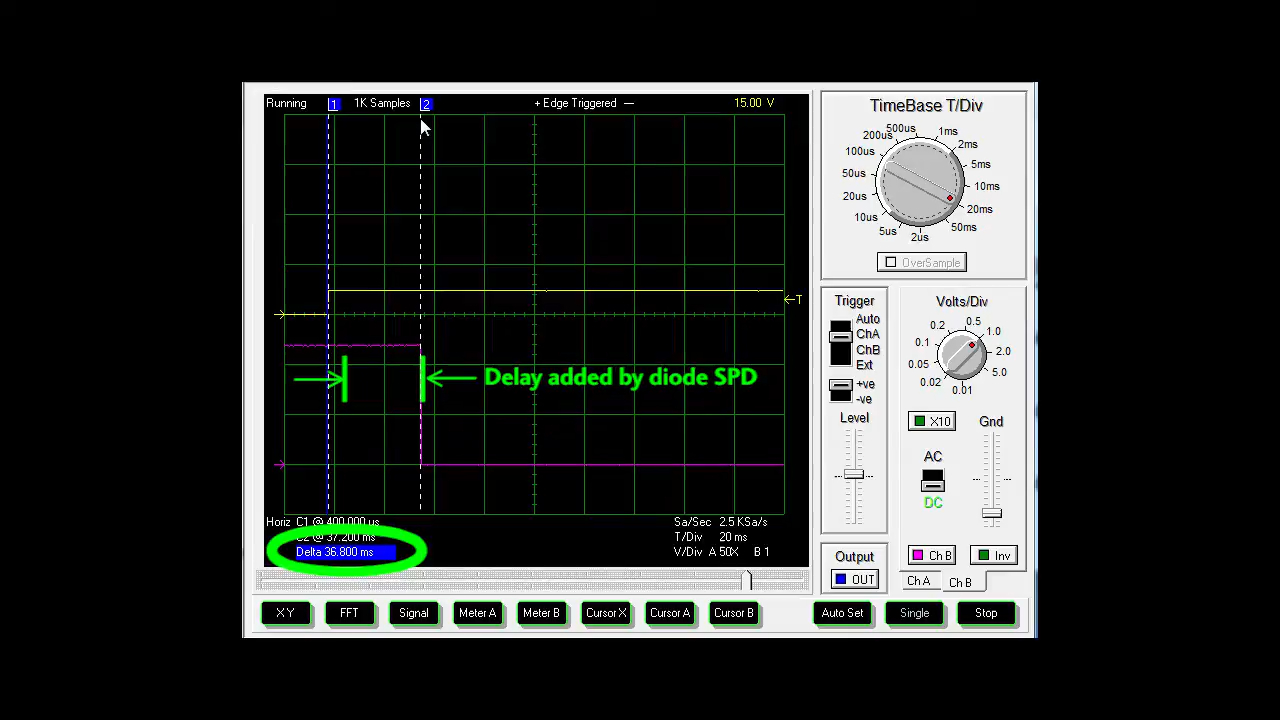 Running 1 1K Samples 2 + Edge Triggered — 15.00 V
T
Delay added by diode SPD
Horiz C1 @ 400.000 us Sa/Sec 2.5 KSa/s
C2 @ 37.200 ms T/Div 20 ms
Delta 36.800 ms V/Div A 50X B 1
TimeBase T/Div
2us
5us
10us
20us
50us
100us
200us
500us
1ms
2ms
5ms
10ms
20ms
50ms
OverSample
Trigger
Auto
ChA
ChB
Ext
+ve
-ve
Level
Output
OUT
Volts/Div
0.01
0.02
0.05
0.1
0.2
0.5
1.0
2.0
5.0
X10
Gnd
AC
DC
Ch B
Inv
Ch A
Ch B
X Y FFT Signal Meter A Meter B Cursor X Cursor A Cursor B Auto Set Single Stop